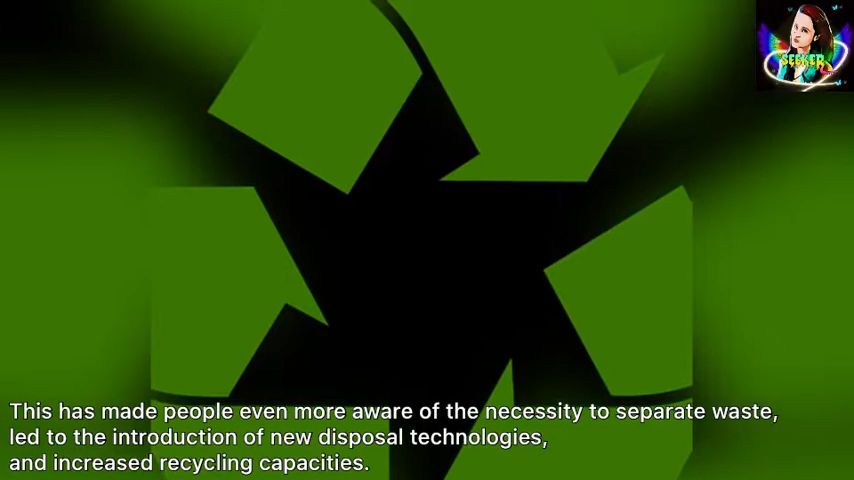 SEEKER
This has made people even more aware of the necessity to separate waste,
led to the introduction of new disposal technologies,
and increased recycling capacities.